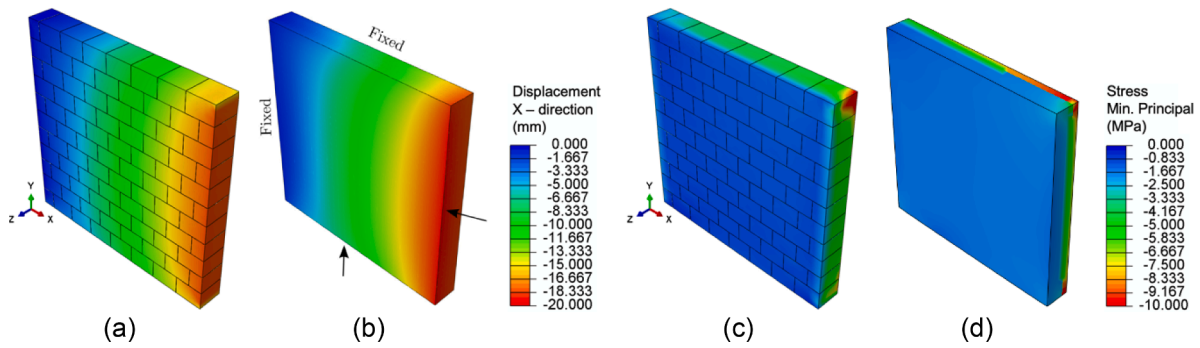 Fixed
Fixed
Y
Z
X
Displacement
X – direction
(mm)
0.000
-1.667
-3.333
-5.000
-6.667
-8.333
-10.000
-11.667
-13.333
-15.000
-16.667
-18.333
-20.000
Y
Z
X
Stress
Min. Principal
(MPa)
0.000
-0.833
-1.667
-2.500
-3.333
-4.167
-5.000
-5.833
-6.667
-7.500
-8.333
-9.167
-10.000
(a)
(b)
(c)
(d)